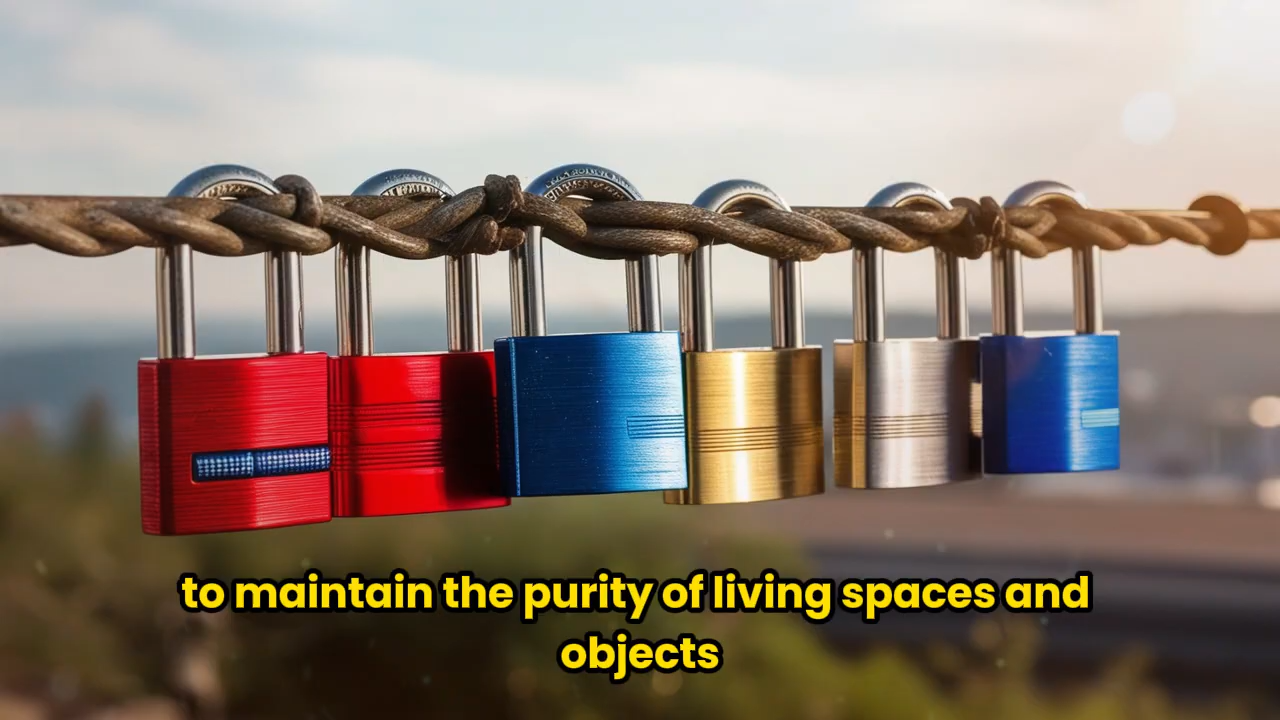 to maintain the purity of living spaces and
objects